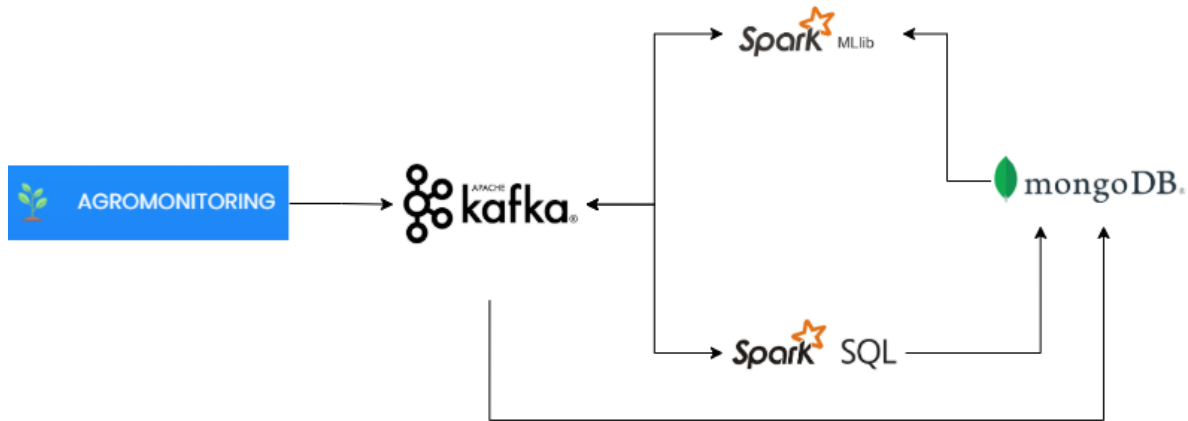 Spark MLlib
AGROMONITORING
APACHE
kafka®
mongoDB®
Spark SQL